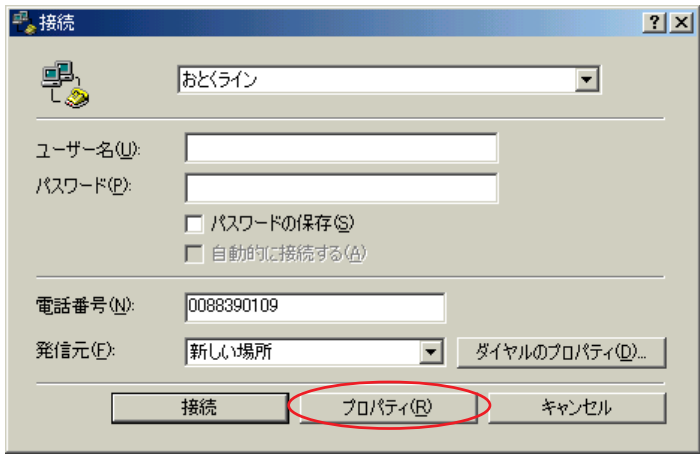 接続
おとくライン
ユーザー名(U):
パスワード(P):
パスワードの保存(S)
自動的に接続する(A)
電話番号(N):
0088390109
発信元(F):
新しい場所
ダイヤルのプロパティ(D)...
接続
プロパティ(R)
キャンセル